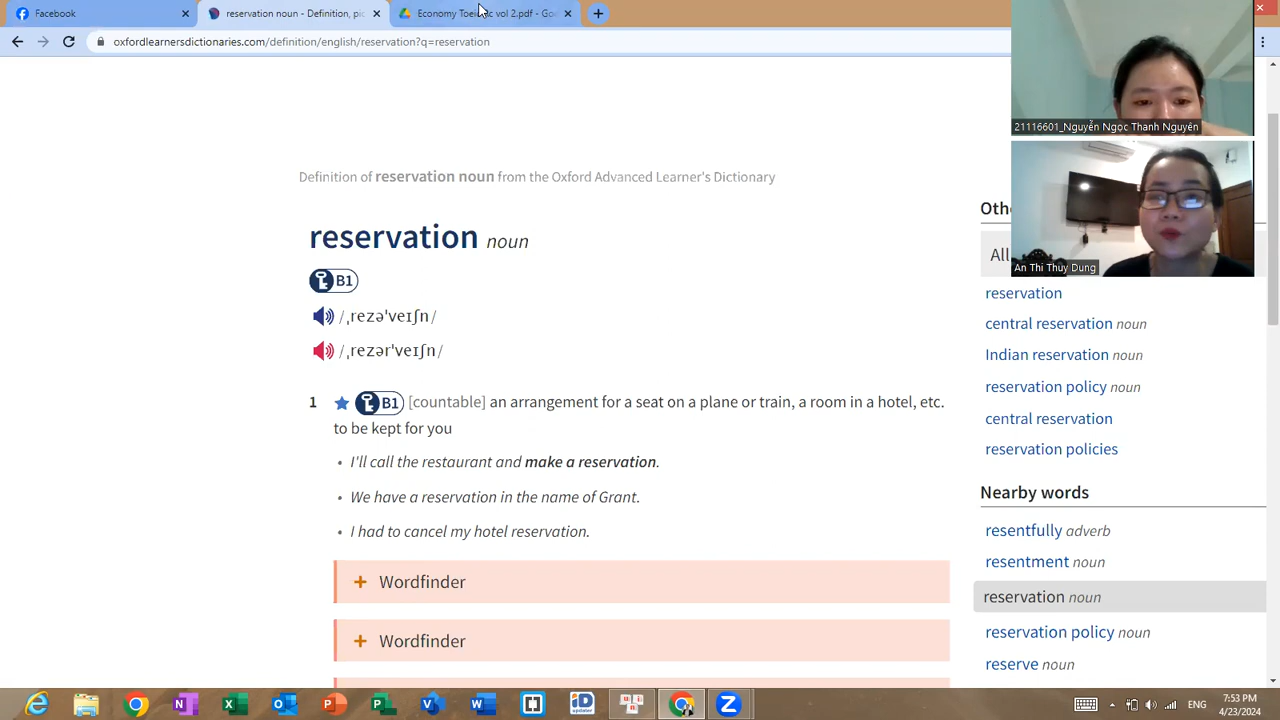 Facebook
reservation noun - Definition, pic
Economy Toeic vol 2.pdf - Goo
oxfordlearnersdictionaries.com/definition/english/reservation?q=reservation
21116601_Nguyễn Ngọc Thanh Nguyên
An Thi Thuy Dung
Definition of reservation noun from the Oxford Advanced Learner's Dictionary
reservation noun
B1
/ˌrezəˈveɪʃn/
/ˌrezərˈveɪʃn/
1 B1 [countable] an arrangement for a seat on a plane or train, a room in a hotel, etc.
to be kept for you
• I'll call the restaurant and make a reservation.
• We have a reservation in the name of Grant.
• I had to cancel my hotel reservation.
+ Wordfinder
+ Wordfinder
Oth
All
reservation
central reservation noun
Indian reservation noun
reservation policy noun
central reservation
reservation policies
Nearby words
resentfully adverb
resentment noun
reservation noun
reservation policy noun
reserve noun
ENG
7:53 PM
4/23/2024